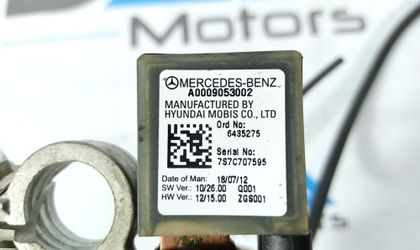 Motors
MERCEDES-BENZ
A0009053002
MANUFACTURED BY
HYUNDAI MOBIS CO., LTD
Ord No :
6435275
Serial No:
7S7C707595
Date of Man: 18/07/12
SW Ver.: 10/26.00 Q001
HW Ver.: 12/15.00 ZGS001